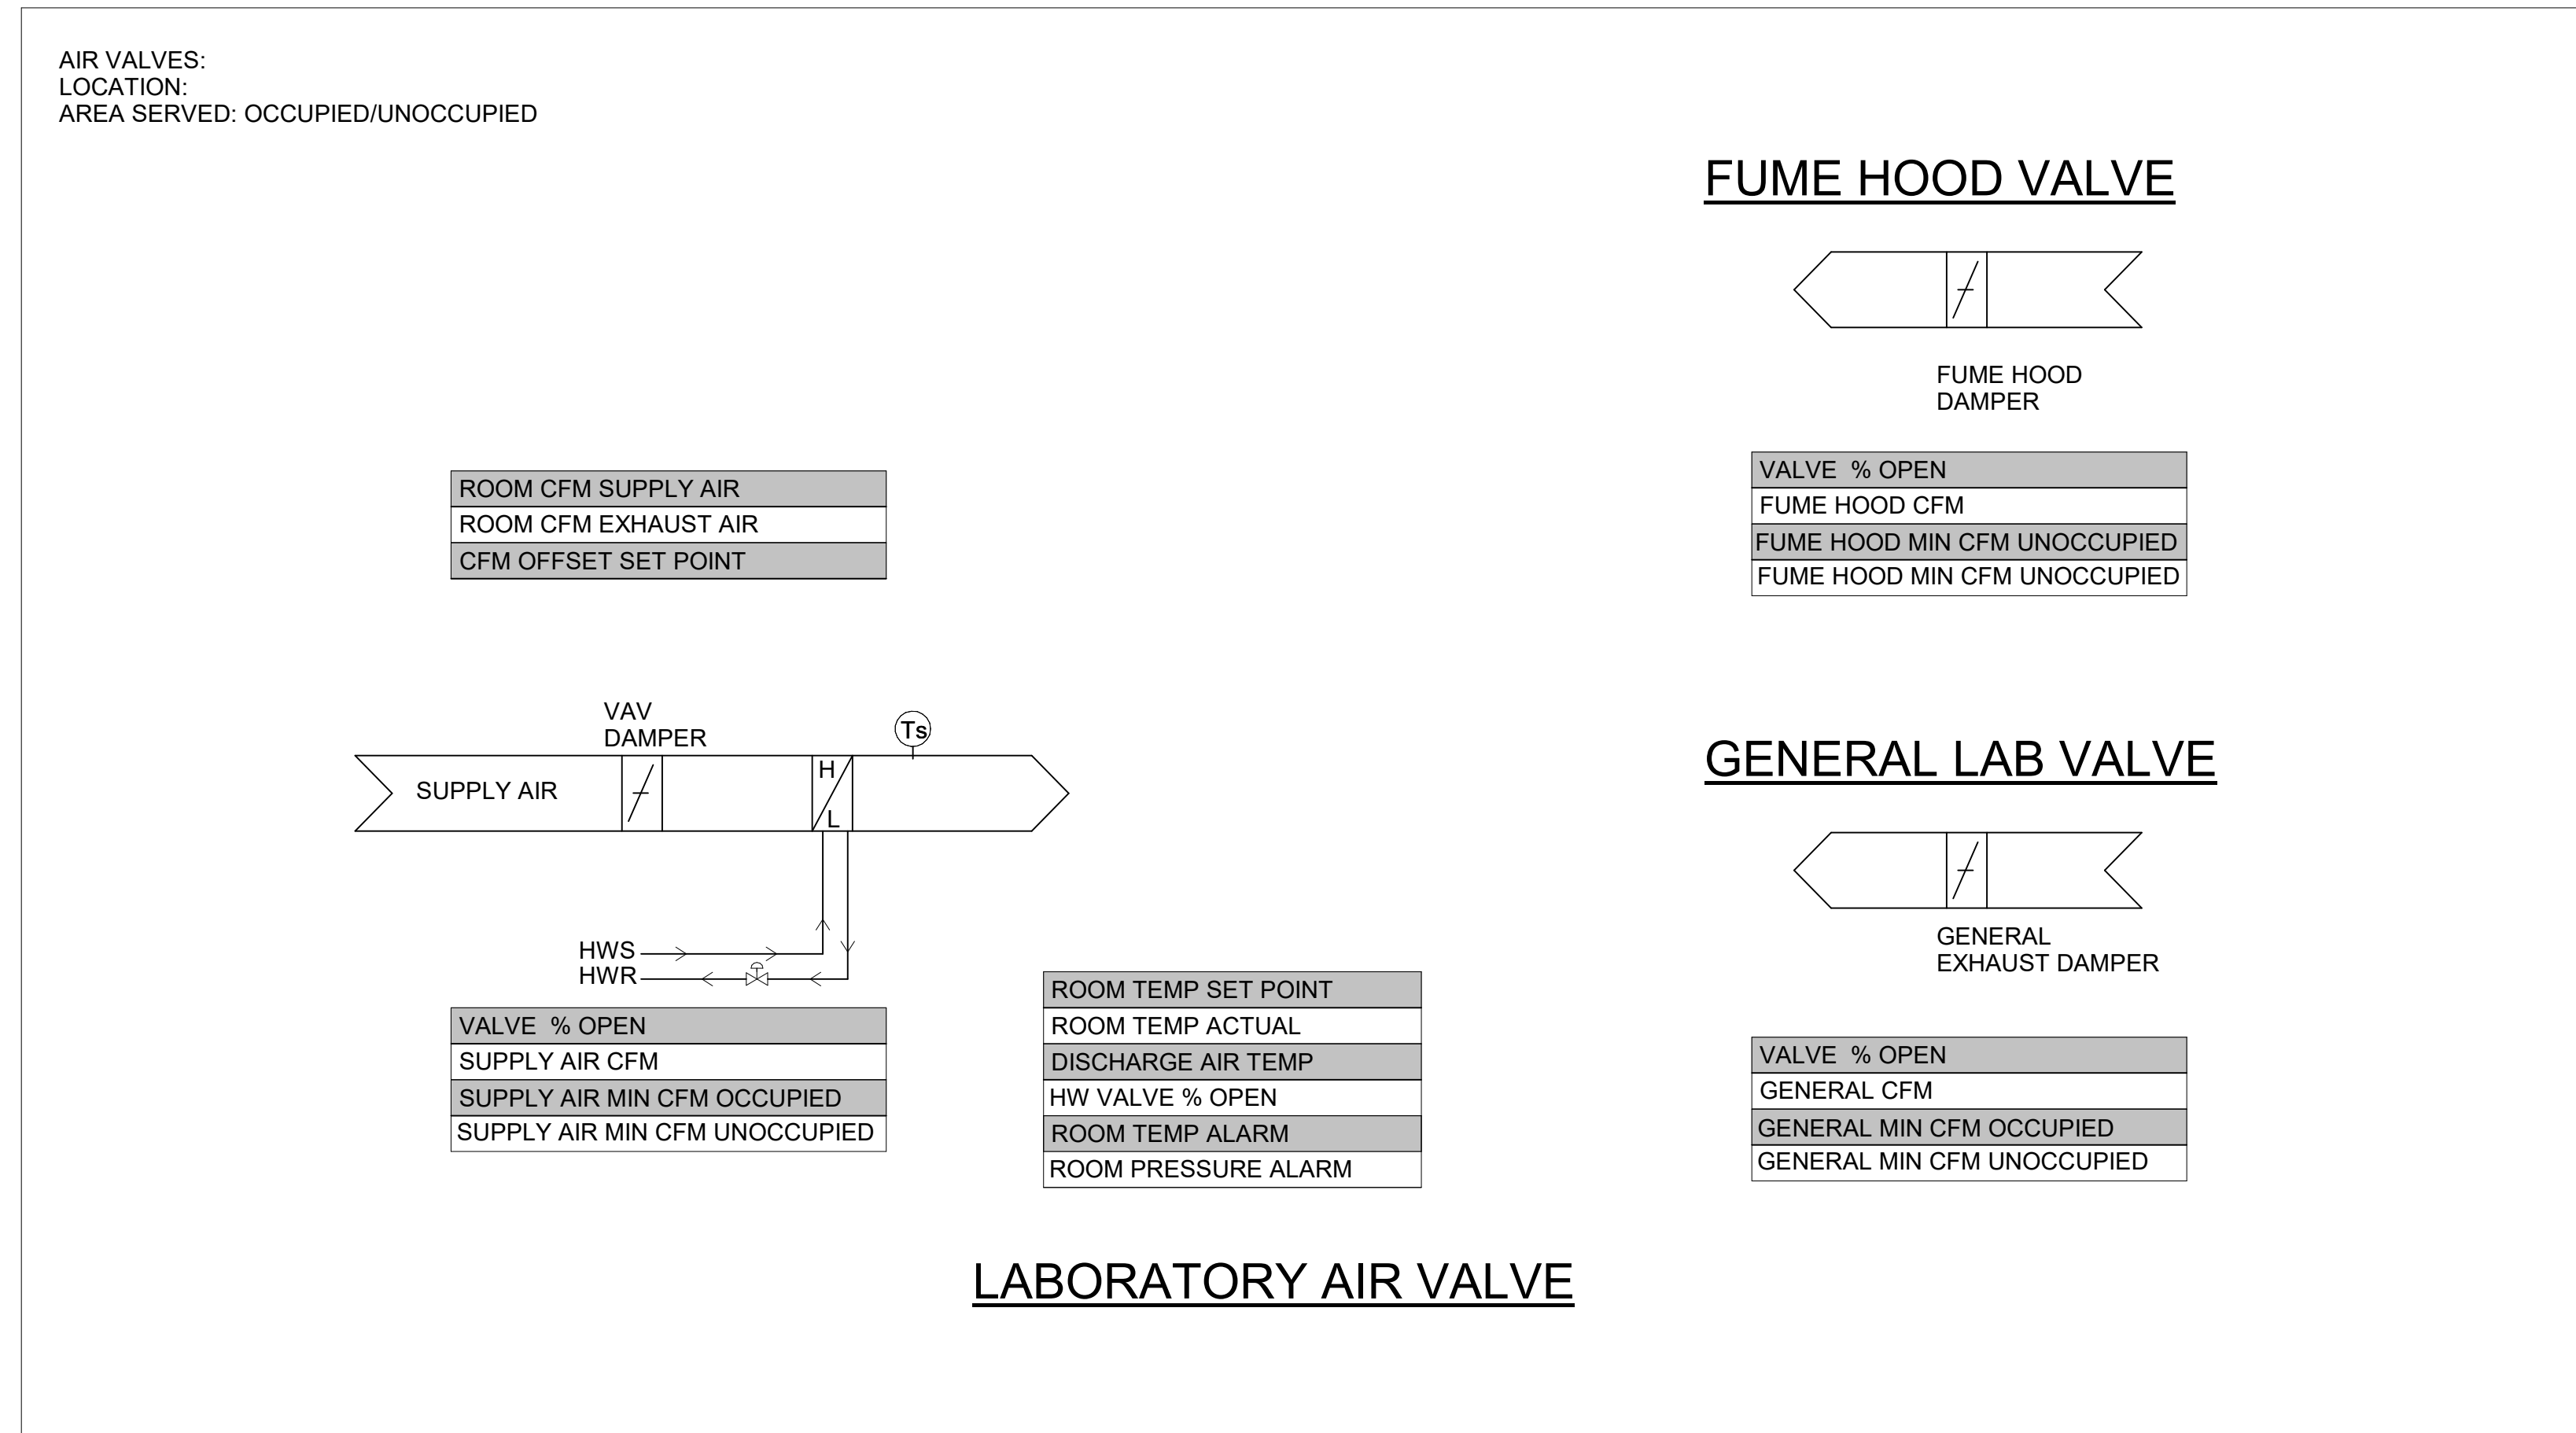 AIR VALVES:
LOCATION:
AREA SERVED: OCCUPIED/UNOCCUPIED
FUME HOOD VALVE
FUME HOOD
DAMPER
VALVE % OPEN
FUME HOOD CFM
FUME HOOD MIN CFM UNOCCUPIED
FUME HOOD MIN CFM UNOCCUPIED
ROOM CFM SUPPLY AIR
ROOM CFM EXHAUST AIR
CFM OFFSET SET POINT
VAV
DAMPER
Ts
SUPPLY AIR
H
L
HWS
HWR
VALVE % OPEN
SUPPLY AIR CFM
SUPPLY AIR MIN CFM OCCUPIED
SUPPLY AIR MIN CFM UNOCCUPIED
ROOM TEMP SET POINT
ROOM TEMP ACTUAL
DISCHARGE AIR TEMP
HW VALVE % OPEN
ROOM TEMP ALARM
ROOM PRESSURE ALARM
GENERAL LAB VALVE
GENERAL
EXHAUST DAMPER
VALVE % OPEN
GENERAL CFM
GENERAL MIN CFM OCCUPIED
GENERAL MIN CFM UNOCCUPIED
LABORATORY AIR VALVE